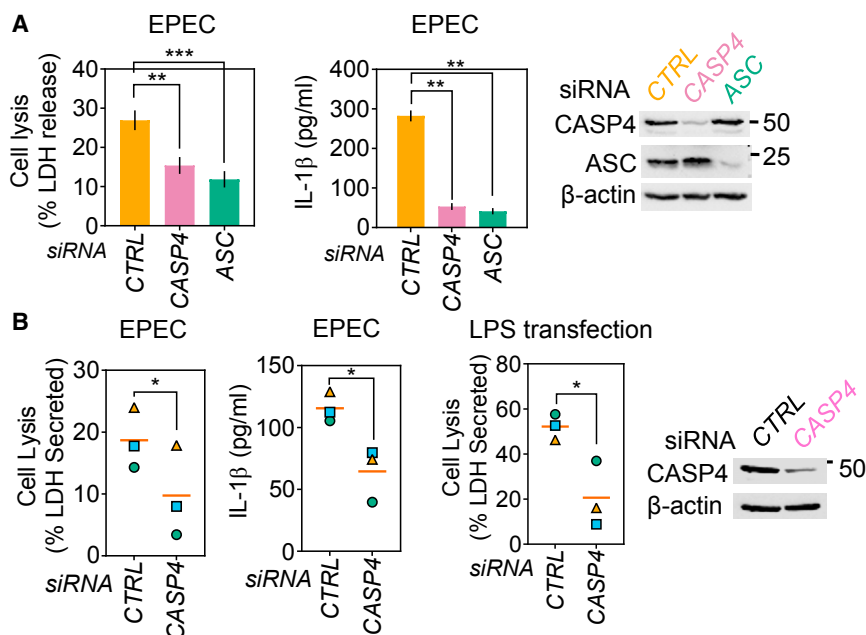 A
EPEC
Cell lysis
(% LDH release)
40
30
20
10
0
***
**
siRNA
CTRL
CASP4
ASC
EPEC
IL-1β (pg/ml)
400
300
200
100
0
**
**
siRNA
CTRL
CASP4
ASC
siRNA
CTRL
CASP4
ASC
CASP4
50
ASC
25
β-actin
B
EPEC
Cell Lysis
(% LDH Secreted)
30
20
10
0
*
siRNA
CTRL
CASP4
EPEC
IL-1β (pg/ml)
150
100
50
0
*
siRNA
CTRL
CASP4
LPS transfection
Cell Lysis
(% LDH Secreted)
80
60
40
20
0
*
siRNA
CTRL
CASP4
siRNA
CTRL
CASP4
CASP4
50
β-actin